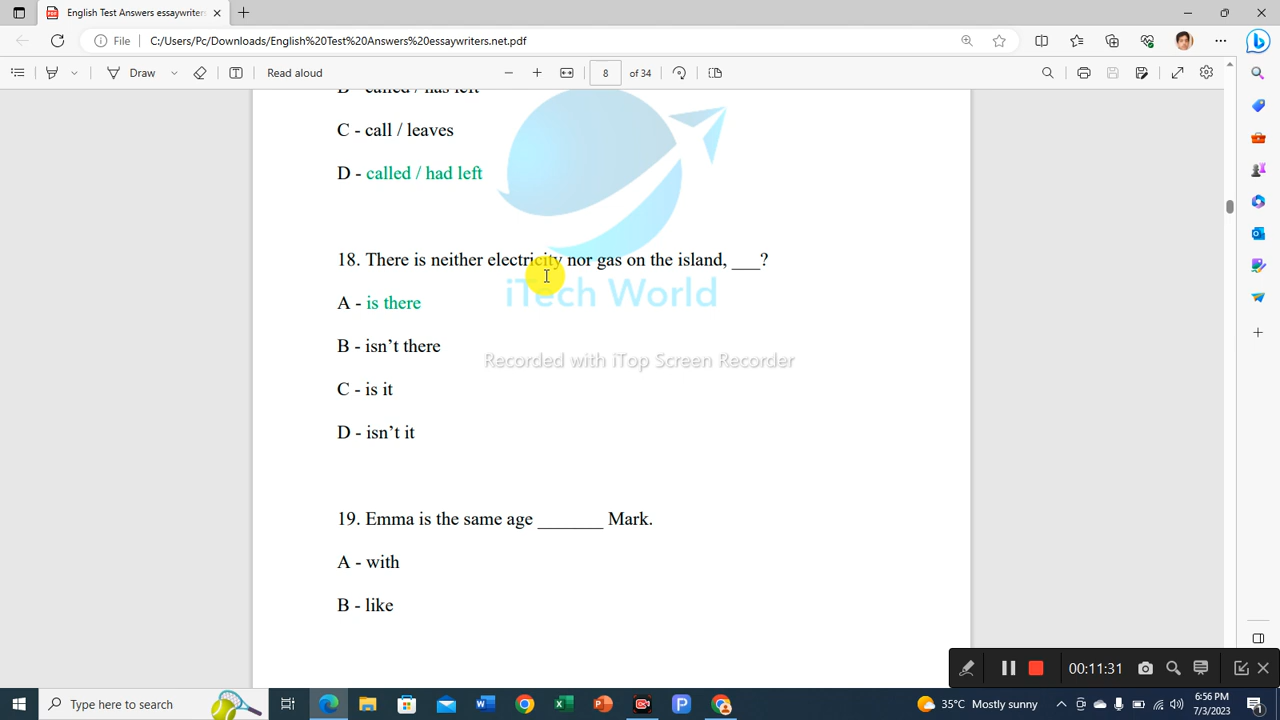 English Test Answers essaywriters
File
C:/Users/Pc/Downloads/English%20Test%20Answers%20essaywriters.net.pdf
Draw
Read aloud
8
of 34
B - called / has left
C - call / leaves
D - called / had left
18. There is neither electricity nor gas on the island, ___?
iTech World
A - is there
B - isn't there
Recorded with iTop Screen Recorder
C - is it
D - isn't it
19. Emma is the same age _______ Mark.
A - with
B - like
00:11:31
Type here to search
35°C Mostly sunny
6:56 PM
7/3/2023